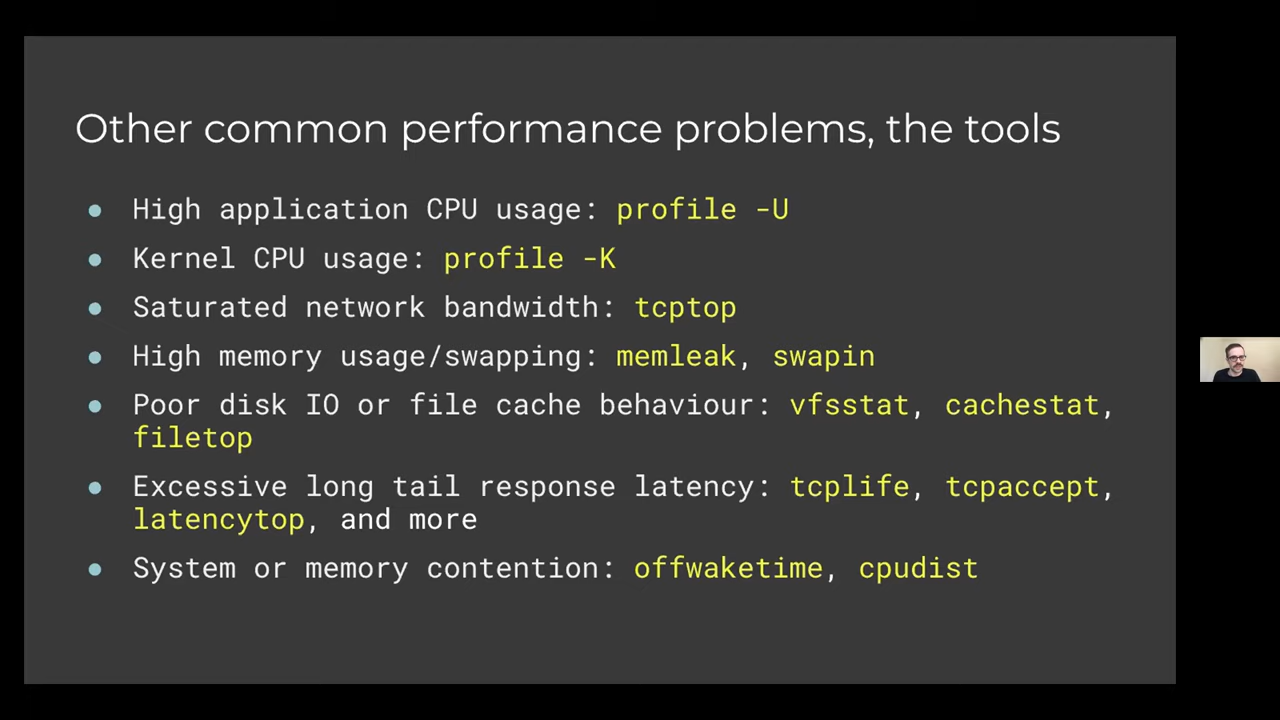 Other common performance problems, the tools
● High application CPU usage: profile -U
● Kernel CPU usage: profile -K
● Saturated network bandwidth: tcptop
● High memory usage/swapping: memleak, swapin
● Poor disk IO or file cache behaviour: vfsstat, cachestat,
filetop
● Excessive long tail response latency: tcplife, tcpaccept,
latencytop, and more
● System or memory contention: offwaketime, cpudist